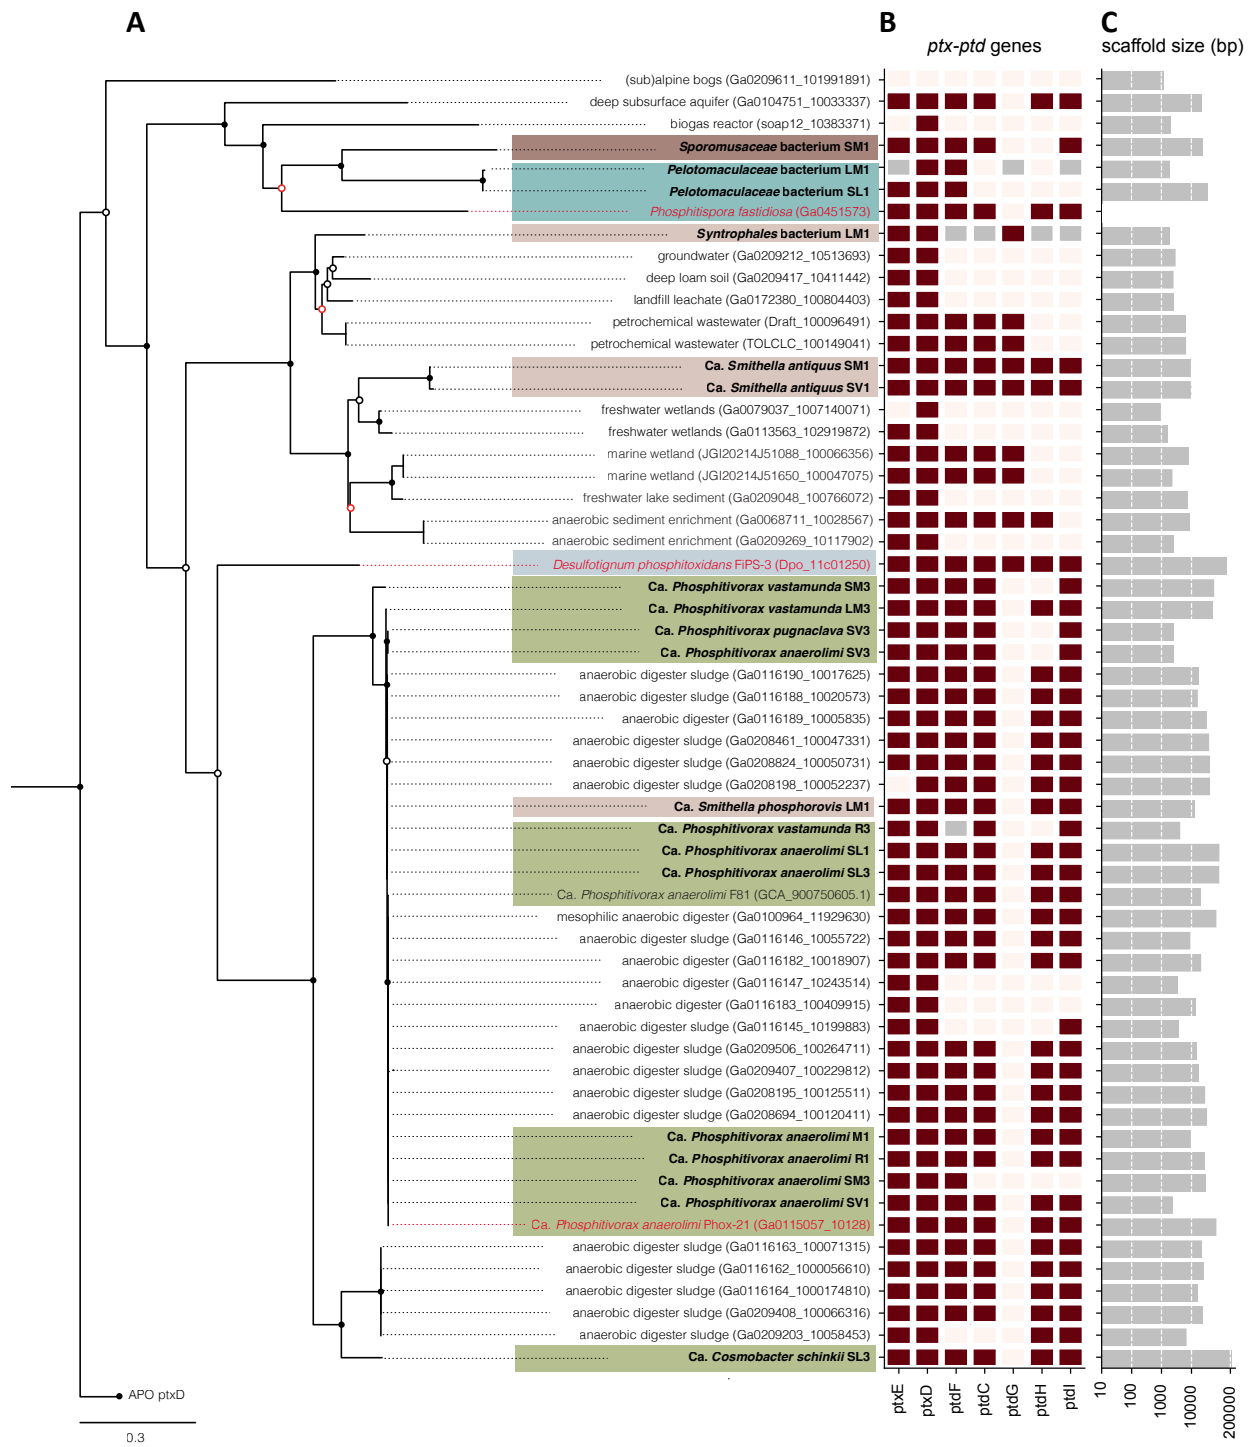 A
B
C
ptx-ptd genes
scaffold size (bp)
(sub)alpine bogs (Ga0209611_101991891)
deep subsurface aquifer (Ga0104751_10033337)
biogas reactor (soap12_10383371)
Sporomusaceae bacterium SM1
Pelotomaculaceae bacterium LM1
Pelotomaculaceae bacterium SL1
Phosphitispora fastidiosa (Ga0451573)
Syntrophales bacterium LM1
groundwater (Ga0209212_10513693)
deep loam soil (Ga0209417_10411442)
landfill leachate (Ga0172380_100804403)
petrochemical wastewater (Draft_100096491)
petrochemical wastewater (TOLCLC_100149041)
Ca. Smithella antiquus SM1
Ca. Smithella antiquus SV1
freshwater wetlands (Ga0079037_1007140071)
freshwater wetlands (Ga0113563_102919872)
marine wetland (JGI20214J51088_100066356)
marine wetland (JGI20214J51650_100047075)
freshwater lake sediment (Ga0209048_100766072)
anaerobic sediment enrichment (Ga0068711_10028567)
anaerobic sediment enrichment (Ga0209269_10117902)
Desulfotignum phosphitoxidans FiPS-3 (Dpo_11c01250)
Ca. Phosphitivorax vastamunda SM3
Ca. Phosphitivorax vastamunda LM3
Ca. Phosphitivorax pugnaclava SV3
Ca. Phosphitivorax anaerolimi SV3
anaerobic digester sludge (Ga0116190_10017625)
anaerobic digester sludge (Ga0116188_10020573)
anaerobic digester (Ga0116189_10005835)
anaerobic digester sludge (Ga0208461_100047331)
anaerobic digester sludge (Ga0208824_100050731)
anaerobic digester sludge (Ga0208198_100052237)
Ca. Smithella phosphorovis LM1
Ca. Phosphitivorax vastamunda R3
Ca. Phosphitivorax anaerolimi SL1
Ca. Phosphitivorax anaerolimi SL3
Ca. Phosphitivorax anaerolimi F81 (GCA_900750605.1)
mesophilic anaerobic digester (Ga0100964_11929630)
anaerobic digester sludge (Ga0116146_10055722)
anaerobic digester (Ga0116182_10018907)
anaerobic digester (Ga0116147_10243514)
anaerobic digester (Ga0116183_100409915)
anaerobic digester sludge (Ga0116145_10199883)
anaerobic digester sludge (Ga0209506_100264711)
anaerobic digester sludge (Ga0209407_100229812)
anaerobic digester sludge (Ga0208195_100125511)
anaerobic digester sludge (Ga0208694_100120411)
Ca. Phosphitivorax anaerolimi M1
Ca. Phosphitivorax anaerolimi R1
Ca. Phosphitivorax anaerolimi SM3
Ca. Phosphitivorax anaerolimi SV1
Ca. Phosphitivorax anaerolimi Phox-21 (Ga0115057_10128)
anaerobic digester sludge (Ga0116163_100071315)
anaerobic digester sludge (Ga0116162_1000056610)
anaerobic digester sludge (Ga0116164_1000174810)
anaerobic digester sludge (Ga0209408_100066316)
anaerobic digester sludge (Ga0209203_10058453)
Ca. Cosmobacter schinkii SL3
APO ptxD
0.3
ptxE
ptxD
ptdF
ptdC
ptdG
ptdH
ptdI
10
100
1000
10000
200000